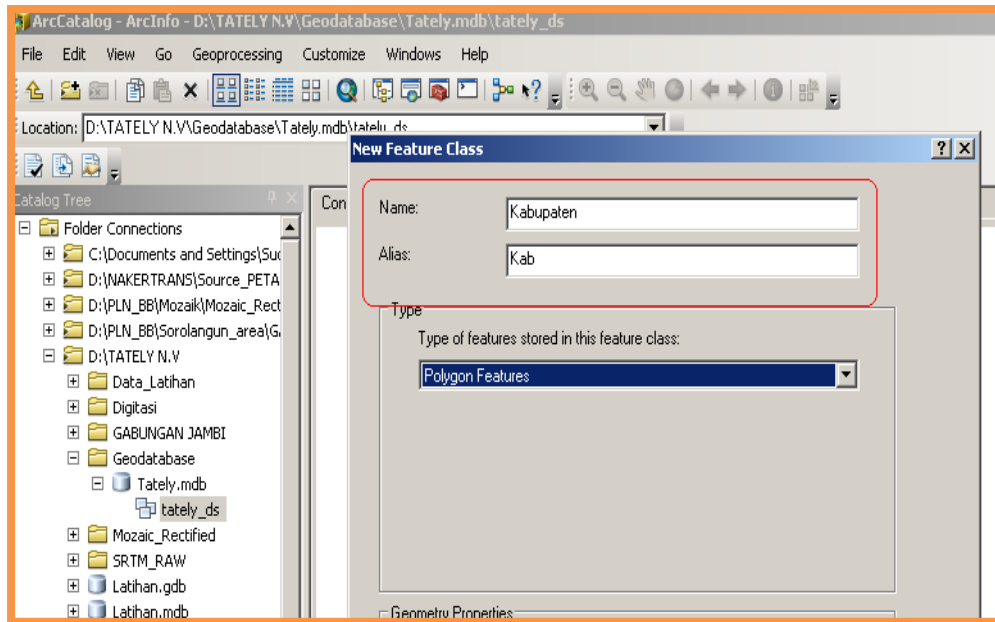 ArcCatalog - ArcInfo - D:\TATELY N.V\Geodatabase\Tately.mdb\tately_ds
File Edit View Go Geoprocessing Customize Windows Help
Location: D:\TATELY N.V\Geodatabase\Tately.mdb\tately_ds
New Feature Class
Catalog Tree
Con
Name: Kabupaten
Alias: Kab
Type
Type of features stored in this feature class:
Polygon Features
Geometry Properties
Folder Connections
C:\Documents and Settings\Suc
D:\NAKERTRANS\Source_PETA
D:\PLN_BB\Mozaik\Mozaic_Rect
D:\PLN_BB\Sorolangun_area\G
D:\TATELY N.V
Data_Latihan
Digitasi
GABUNGAN JAMBI
Geodatabase
Tately.mdb
tately_ds
Mozaic_Rectified
SRTM_RAW
Latihan.gdb
Latihan.mdb